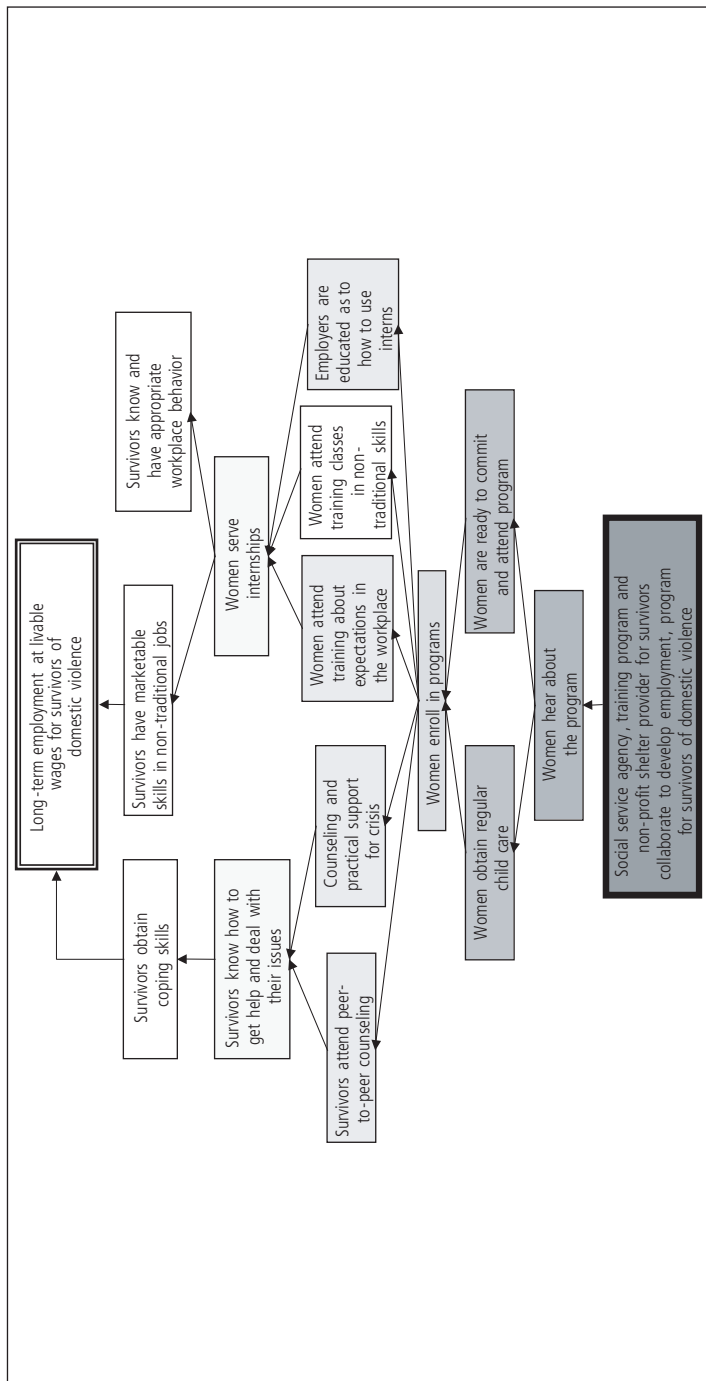 Long-term employment at livable
wages for survivors of
domestic violence
Survivors obtain
coping skills
Survivors have marketable
skills in non-traditional jobs
Survivors know and
have appropriate
workplace behavior
Survivors know how to
get help and deal with
their issues
Women serve
internships
Survivors attend peer-
to-peer counseling
Counseling and
practical support
for crisis
Women attend
training about
expectations in
the workplace
Women attend
training classes
in non-
traditional skills
Employers are
educated as to
how to use
interns
Women enroll in programs
Women obtain regular
child care
Women are ready to commit
and attend program
Women hear about
the program
Social service agency, training program and
non-profit shelter provider for survivors
collaborate to develop employment, program
for survivors of domestic violence